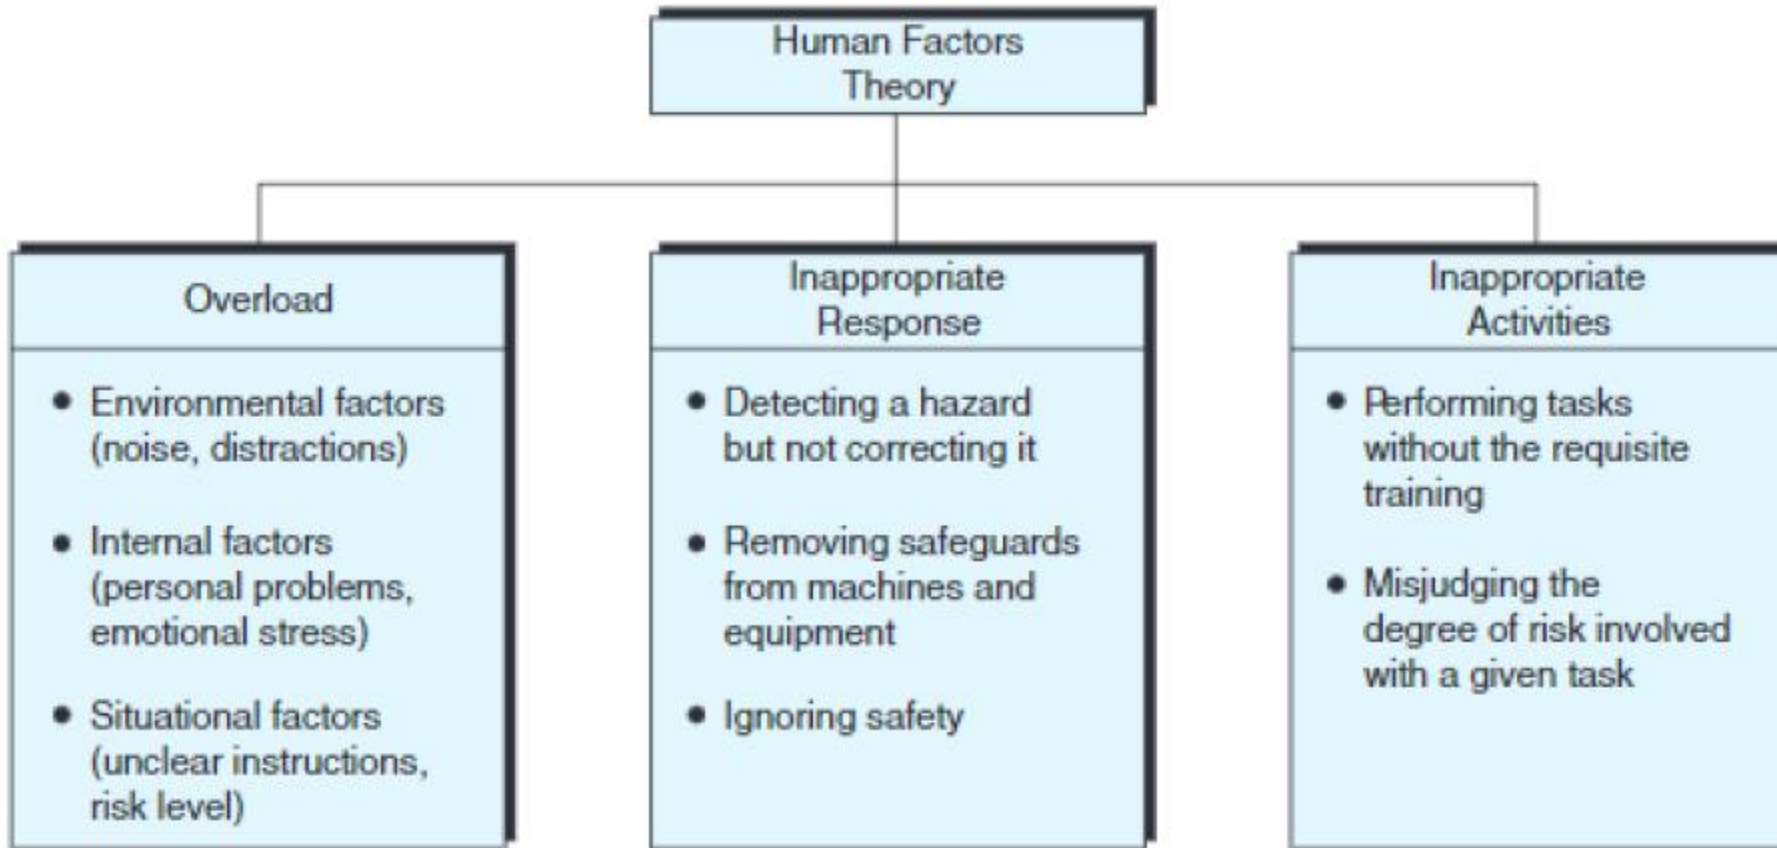 Human Factors
Theory
Overload
● Environmental factors
(noise, distractions)
● Internal factors
(personal problems,
emotional stress)
● Situational factors
(unclear instructions,
risk level)
Inappropriate
Response
● Detecting a hazard
but not correcting it
● Removing safeguards
from machines and
equipment
● Ignoring safety
Inappropriate
Activities
● Performing tasks
without the requisite
training
● Misjudging the
degree of risk involved
with a given task